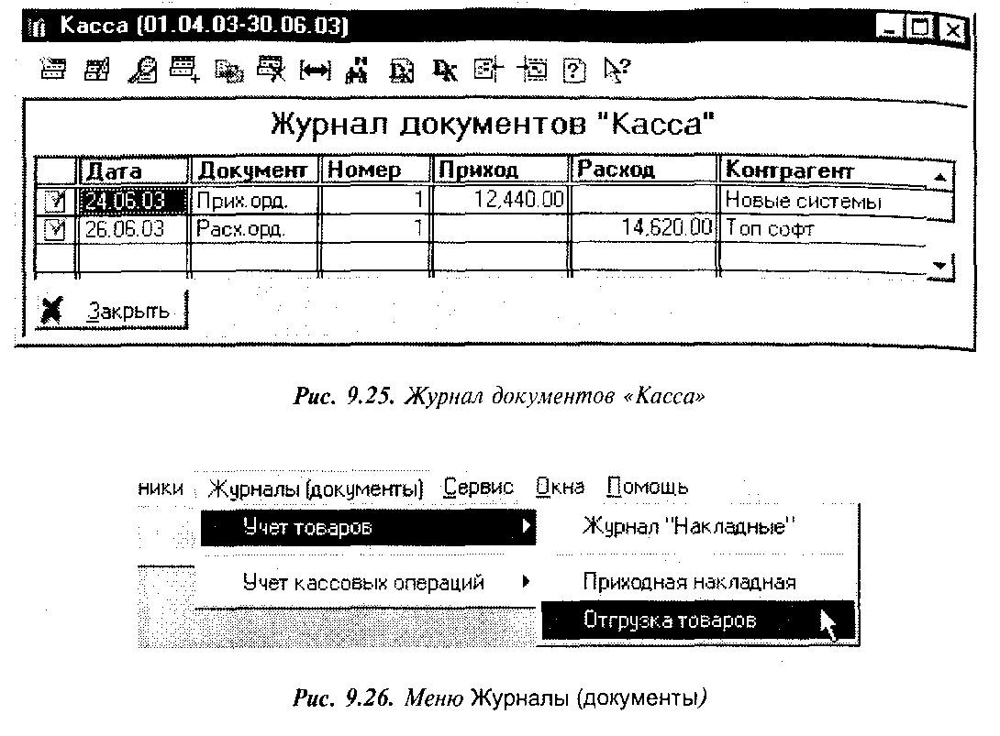 Касса (01.04.03-30.06.03)
Журнал документов "Касса"
Дата Документ Номер Приход Расход Контрагент
24.06.03 Прих.орд. 1 12,440.00 Новые системы
26.06.03 Расх.орд. 1 14,620.00 Топ софт
Закрыть
Рис. 9.25. Журнал документов «Касса»
ники Журналы (документы) Сервис Окна Помощь
Учет товаров Журнал "Накладные"
Учет кассовых операций Приходная накладная
Отгрузка товаров
Рис. 9.26. Меню Журналы (документы)